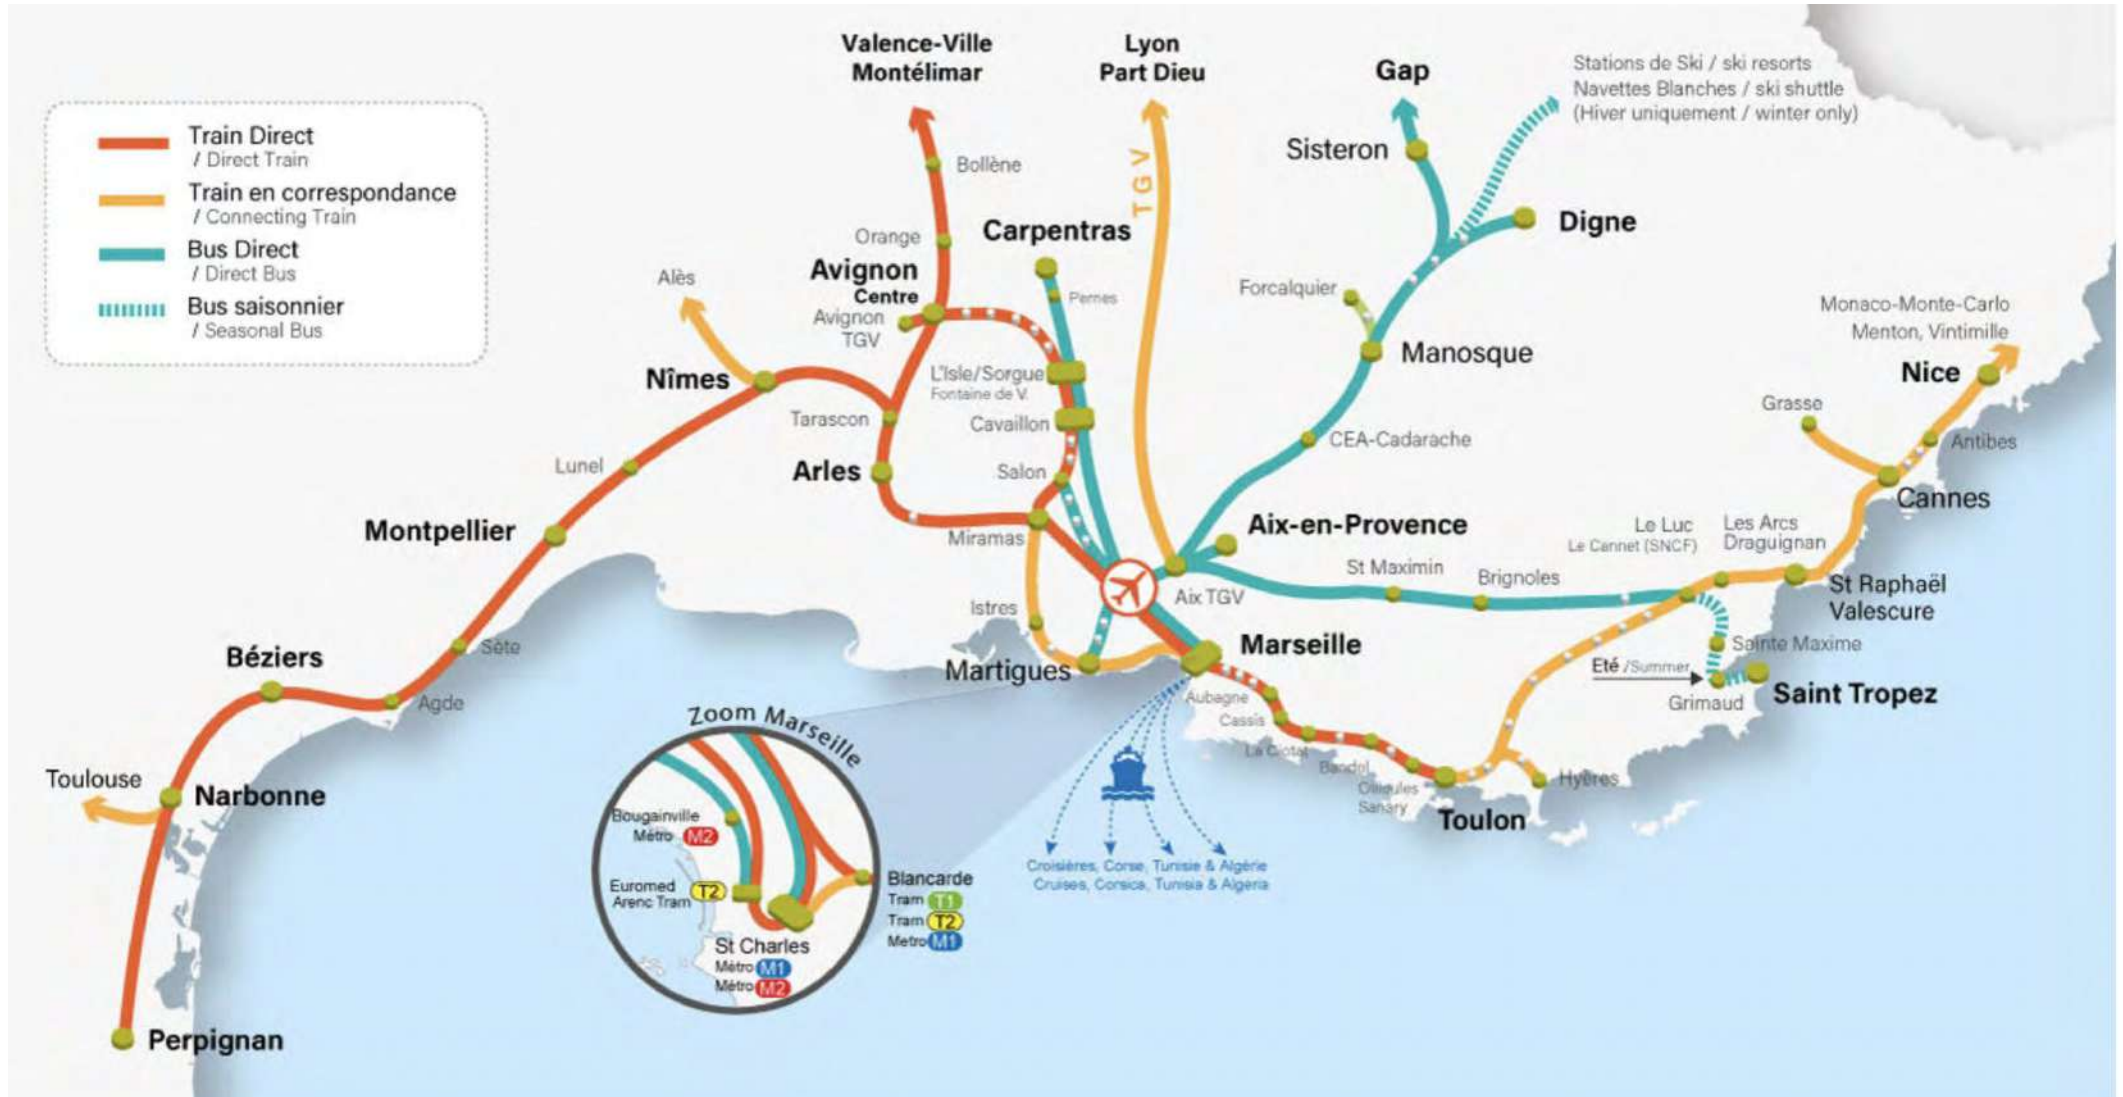 Valence-Ville
Montélimar
Lyon
Part Dieu
Gap
Stations de Ski / ski resorts
Navettes Blanches / ski shuttle
(Hiver uniquement / winter only)
Train Direct
/ Direct Train
Train en correspondance
/ Connecting Train
Bus Direct
/ Direct Bus
Bus saisonnier
/ Seasonal Bus
Bollène
TGV
Sisteron
Digne
Orange
Carpentras
Avignon
Centre
Avignon
TGV
Pernes
Alès
Forcalquier
Monaco-Monte-Carlo
Menton, Vintimille
Nice
Nîmes
L'Isle/Sorgue
Fontaine de V.
Manosque
Tarascon
Cavaillon
Grasse
Antibes
CEA-Cadarache
Lunel
Arles
Salon
Cannes
Montpellier
Miramas
Aix-en-Provence
Le Luc
Le Cannet (SNCF)
Les Arcs
Draguignan
St Maximin
Brignoles
St Raphaël
Valescure
Istres
Aix TGV
Béziers
Sète
Martigues
Marseille
Sainte Maxime
Eté /Summer
Grimaud
Saint Tropez
Agde
Zoom Marseille
Aubagne
Cassis
La Ciotat
Bandol
Ollioules
Sanary
Hyères
Toulon
Toulouse
Narbonne
Bougainville
Métro M2
Euromed
Arenc Tram T2
Blancarde
Tram T1
Tram T2
Metro M1
St Charles
Métro M1
Métro M2
Croisières, Corse, Tunisie & Algérie
Cruises, Corsica, Tunisia & Algeria
Perpignan